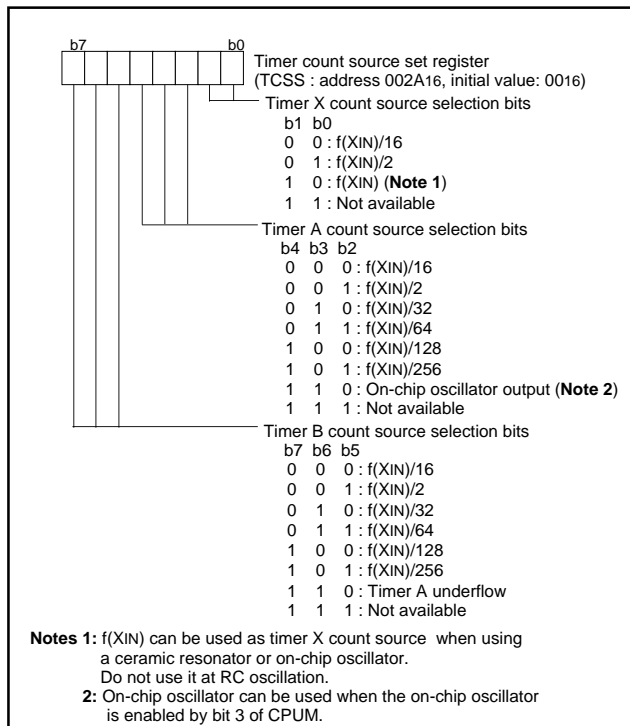 b7 b0
Timer count source set register
(TCSS : address 002A16, initial value: 0016)
Timer X count source selection bits
b1 b0
0 0 : f(XIN)/16
0 1 : f(XIN)/2
1 0 : f(XIN) (Note 1)
1 1 : Not available
Timer A count source selection bits
b4 b3 b2
0 0 0 : f(XIN)/16
0 0 1 : f(XIN)/2
0 1 0 : f(XIN)/32
0 1 1 : f(XIN)/64
1 0 0 : f(XIN)/128
1 0 1 : f(XIN)/256
1 1 0 : On-chip oscillator output (Note 2)
1 1 1 : Not available
Timer B count source selection bits
b7 b6 b5
0 0 0 : f(XIN)/16
0 0 1 : f(XIN)/2
0 1 0 : f(XIN)/32
0 1 1 : f(XIN)/64
1 0 0 : f(XIN)/128
1 0 1 : f(XIN)/256
1 1 0 : Timer A underflow
1 1 1 : Not available
Notes 1: f(XIN) can be used as timer X count source when using
a ceramic resonator or on-chip oscillator.
Do not use it at RC oscillation.
2: On-chip oscillator can be used when the on-chip oscillator
is enabled by bit 3 of CPUM.